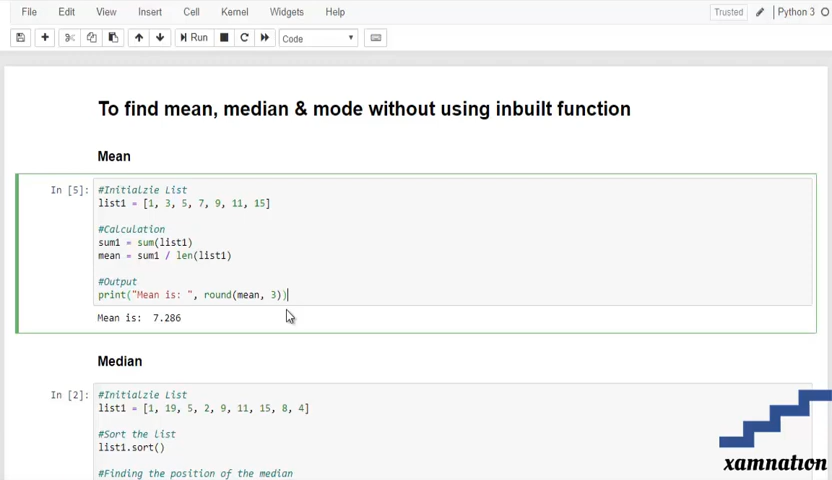 File Edit View Insert Cell Kernel Widgets Help Trusted Python 3
Run Code
To find mean, median & mode without using inbuilt function
Mean
In [5]: #Initialzie List
list1 = [1, 3, 5, 7, 9, 11, 15]
#Calculation
sum1 = sum(list1)
mean = sum1 / len(list1)
#Output
print("Mean is: ", round(mean, 3))
Mean is:  7.286
Median
In [2]: #Initialzie List
list1 = [1, 19, 5, 2, 9, 11, 15, 8, 4]
#Sort the List
list1.sort()
#Finding the position of the median
xamnation